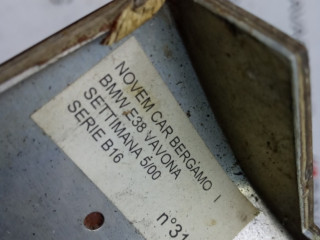 NOVEM CAR BERGAMO I
BMW E38 VAVONA
SETTIMANA 5/00
SERIE B16
n°31